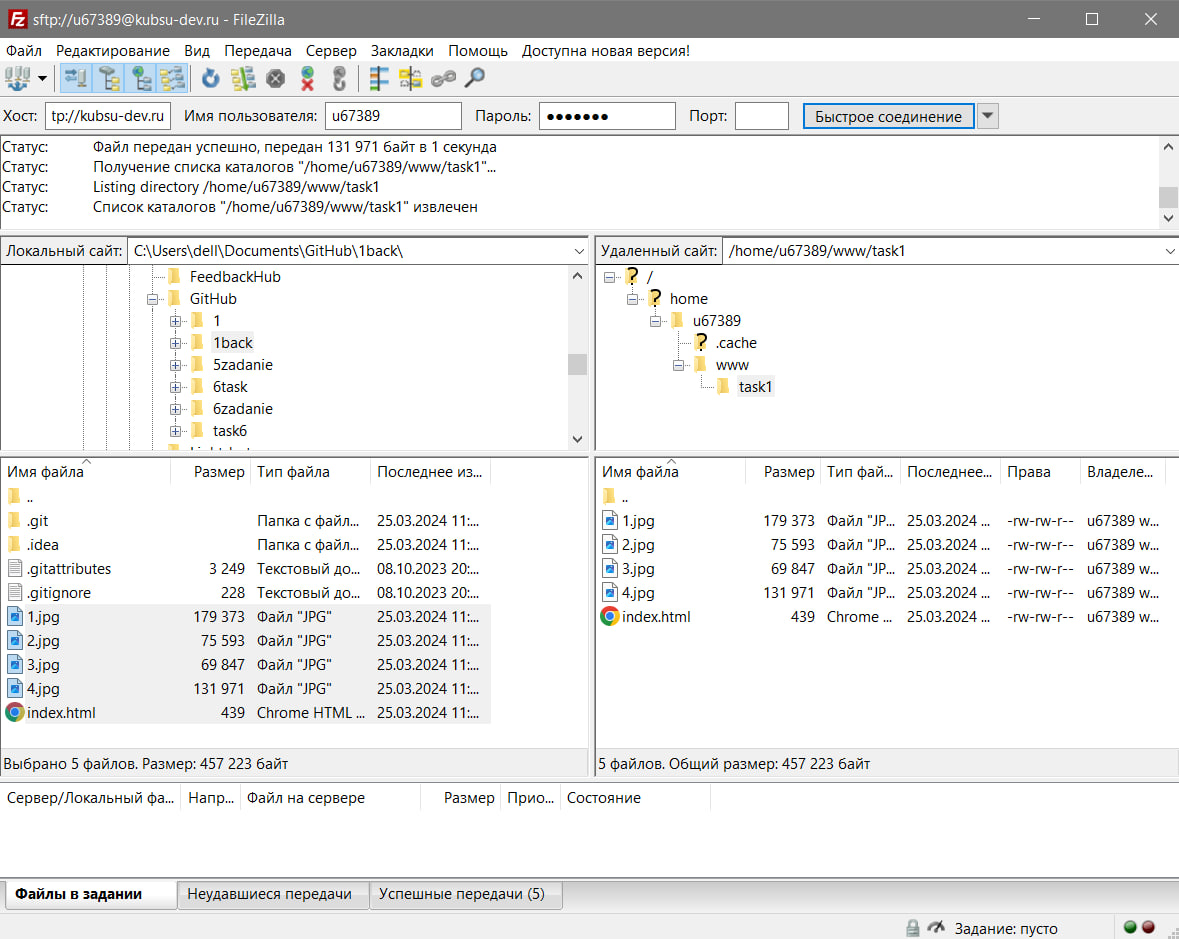 sftp://u67389@kubsu-dev.ru - FileZilla
Файл Редактирование Вид Передача Сервер Закладки Помощь Доступна новая версия!
Хост: tp://kubsu-dev.ru Имя пользователя: u67389 Пароль: ●●●●●●● Порт: Быстрое соединение
Статус: Файл передан успешно, передан 131 971 байт в 1 секунда
Статус: Получение списка каталогов "/home/u67389/www/task1"...
Статус: Listing directory /home/u67389/www/task1
Статус: Список каталогов "/home/u67389/www/task1" извлечен
Локальный сайт: C:\Users\dell\Documents\GitHub\1back\
FeedbackHub
GitHub
1
1back
5zadanie
6task
6zadanie
task6
Удаленный сайт: /home/u67389/www/task1
/
home
u67389
.cache
www
task1
Имя файла Размер Тип файла Последнее из...
..
.git Папка с файл... 25.03.2024 11:...
.idea Папка с файл... 25.03.2024 11:...
.gitattributes 3 249 Текстовый до... 08.10.2023 20:...
.gitignore 228 Текстовый до... 08.10.2023 20:...
1.jpg 179 373 Файл "JPG" 25.03.2024 11:...
2.jpg 75 593 Файл "JPG" 25.03.2024 11:...
3.jpg 69 847 Файл "JPG" 25.03.2024 11:...
4.jpg 131 971 Файл "JPG" 25.03.2024 11:...
index.html 439 Chrome HTML ... 25.03.2024 11:...
Выбрано 5 файлов. Размер: 457 223 байт
Имя файла Размер Тип фай... Последнее... Права Владеле...
..
1.jpg 179 373 Файл "JP... 25.03.2024 ... -rw-rw-r-- u67389 w...
2.jpg 75 593 Файл "JP... 25.03.2024 ... -rw-rw-r-- u67389 w...
3.jpg 69 847 Файл "JP... 25.03.2024 ... -rw-rw-r-- u67389 w...
4.jpg 131 971 Файл "JP... 25.03.2024 ... -rw-rw-r-- u67389 w...
index.html 439 Chrome ... 25.03.2024 ... -rw-rw-r-- u67389 w...
5 файлов. Общий размер: 457 223 байт
Сервер/Локальный фа... Напр... Файл на сервере Размер Прио... Состояние
Файлы в задании Неудавшиеся передачи Успешные передачи (5)
Задание: пусто